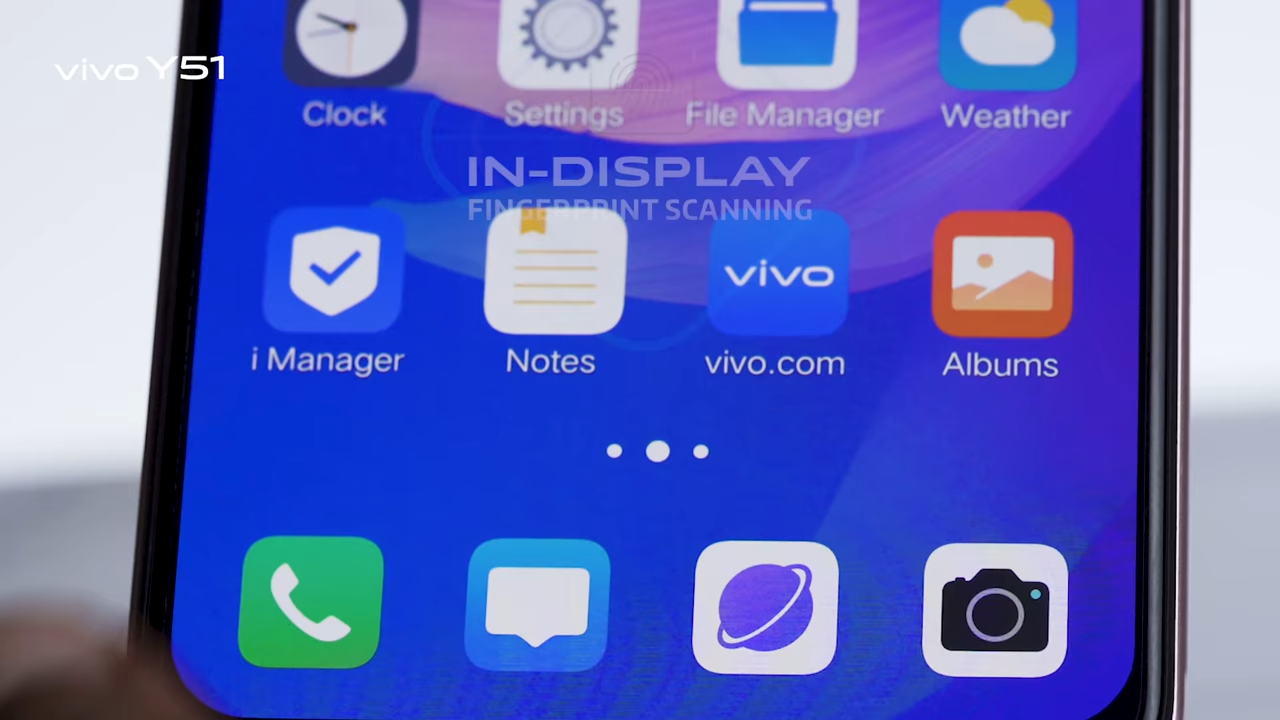 vivo Y51
Clock
Settings
File Manager
Weather
IN-DISPLAY
FINGERPRINT SCANNING
vivo
i Manager
Notes
vivo.com
Albums